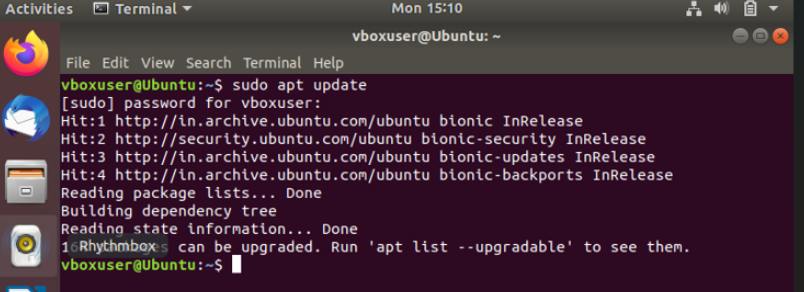 Activities Terminal Mon 15:10
vboxuser@Ubuntu: ~
File Edit View Search Terminal Help
vboxuser@Ubuntu:~$ sudo apt update
[sudo] password for vboxuser:
Hit:1 http://in.archive.ubuntu.com/ubuntu bionic InRelease
Hit:2 http://security.ubuntu.com/ubuntu bionic-security InRelease
Hit:3 http://in.archive.ubuntu.com/ubuntu bionic-updates InRelease
Hit:4 http://in.archive.ubuntu.com/ubuntu bionic-backports InRelease
Reading package lists... Done
Building dependency tree
Reading state information... Done
Rhythmbox can be upgraded. Run 'apt list --upgradable' to see them.
vboxuser@Ubuntu:~$